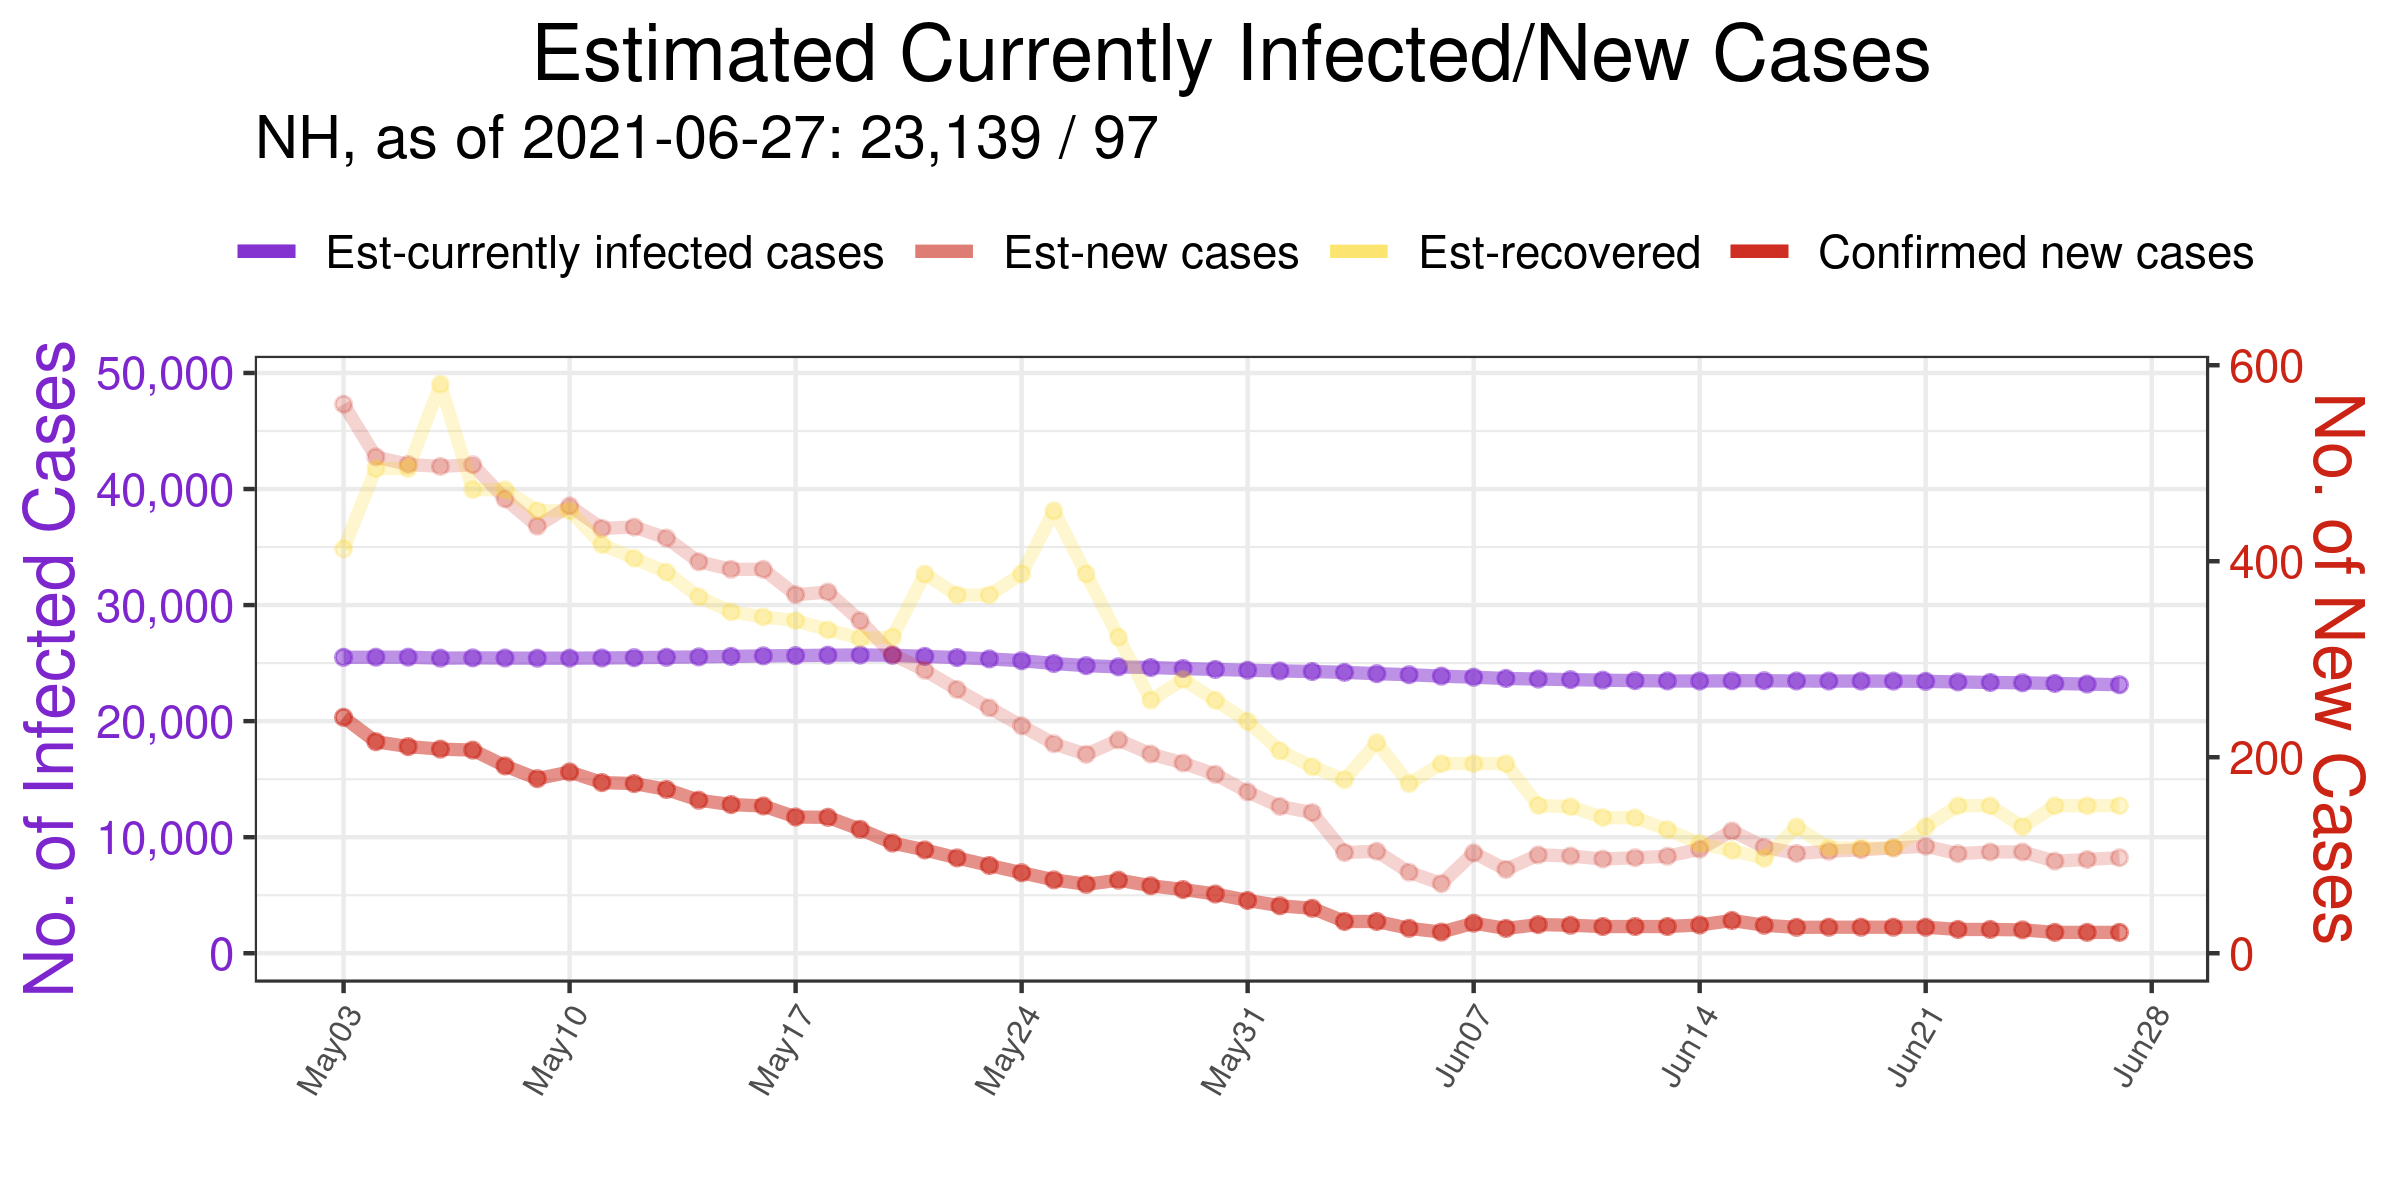 Estimated Currently Infected/New Cases
NH, as of 2021-06-27: 23,139 / 97
Est-currently infected cases Est-new cases Est-recovered Confirmed new cases
No. of Infected Cases
50,000
40,000
30,000
20,000
10,000
0
600
400
200
0
No. of New Cases
May03 May10 May17 May24 May31 Jun07 Jun14 Jun21 Jun28